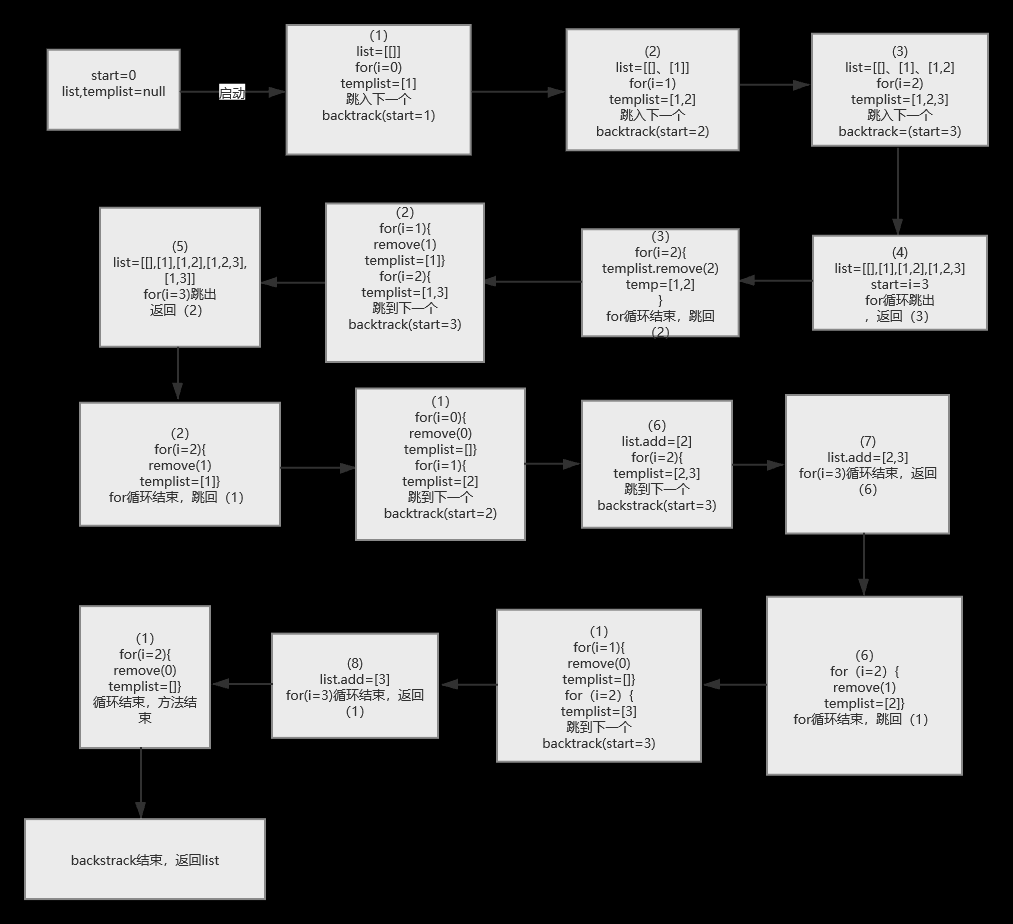 start=0
list,templist=null
启动
(1)
list=[[]]
for(i=0)
templist=[1]
跳入下一个
backtrack(start=1)
(2)
list=[[]、[1]]
for(i=1)
templist=[1,2]
跳入下一个
backtrack(start=2)
(3)
list=[[]、[1]、[1,2]
for(i=2)
templist=[1,2,3]
跳入下一个
backtrack=(start=3)
(4)
list=[[],[1],[1,2],[1,2,3]
start=i=3
for循环跳出
，返回（3）
(3)
for(i=2){
templist.remove(2)
temp=[1,2]
}
for循环结束，跳回
（2）
(2)
for(i=1){
remove(1)
templist=[1]}
for(i=2){
templist=[1,3]
跳到下一个
backtrack(start=3)
(5)
list=[[],[1],[1,2],[1,2,3],
[1,3]]
for(i=3)跳出
返回（2）
(2)
for(i=2){
remove(1)
templist=[1]}
for循环结束，跳回（1）
(1)
for(i=0){
remove(0)
templist=[]}
for(i=1){
templist=[2]
跳到下一个
backtrack(start=2)
(6)
list.add=[2]
for(i=2){
templist=[2,3]
跳到下一个
backstrack(start=3)
(7)
list.add=[2,3]
for(i=3)循环结束，返回
（6）
(6)
for（i=2）{
remove(1)
templist=[2]}
for循环结束，跳回（1）
(1)
for(i=1){
remove(0)
templist=[]}
for（i=2）{
templist=[3]
跳到下一个
backtrack(start=3)
(8)
list.add=[3]
for(i=3)循环结束，返回
（1）
(1)
for(i=2){
remove(0)
templist=[]}
循环结束，方法结
束
backstrack结束，返回list